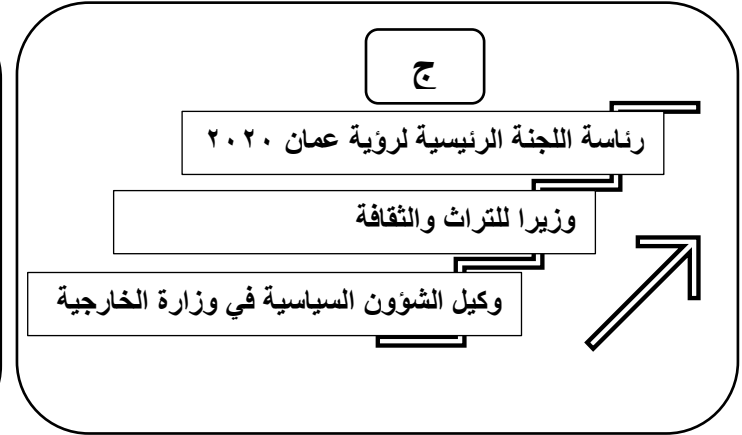 ج
رئاسة اللجنة الرئيسية لرؤية عمان ٢٠٢٠
وزيرا للتراث والثقافة
وكيل الشؤون السياسية في وزارة الخارجية